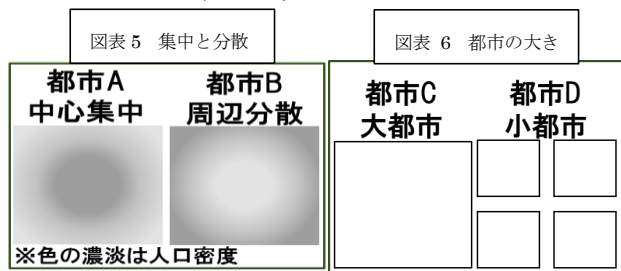 図表5 集中と分散
都市A
中心集中
都市B
周辺分散
※色の濃淡は人口密度
図表 6 都市の大き
都市C
大都市
都市D
小都市